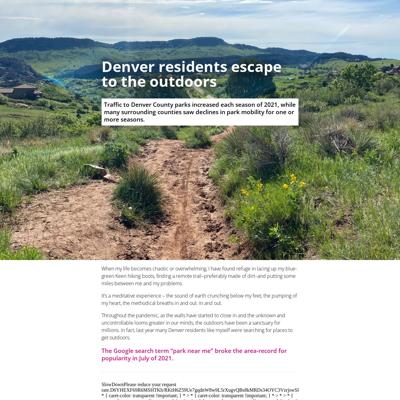 Denver residents escape
to the outdoors
Traffic to Denver County parks increased each season of 2021, while
many surrounding counties saw declines in park mobility for one or
more seasons.
When my life becomes chaotic or overwhelming, I have found refuge in lacing up my blue-
green Keen hiking boots, finding a remote trail–preferably made of dirt–and putting some
miles between me and my problems.
It's a meditative experience – the sound of earth crunching below my feet, the pumping of
my heart, the methodical breaths in and out. In and out.
Throughout the pandemic, as the walls have started to close in and the unknown and
uncontrollable looms greater in our minds, the outdoors have been a sanctuary for
millions. In fact, last year many Denver residents like myself were searching for places to
get outdoors.
The Google search term "park near me" broke the area-record for
popularity in July of 2021.
SlowDownPlease reduce your request
* { caret-color: transparent !important; } * > * { caret-color: transparent !important; } * > * > * {